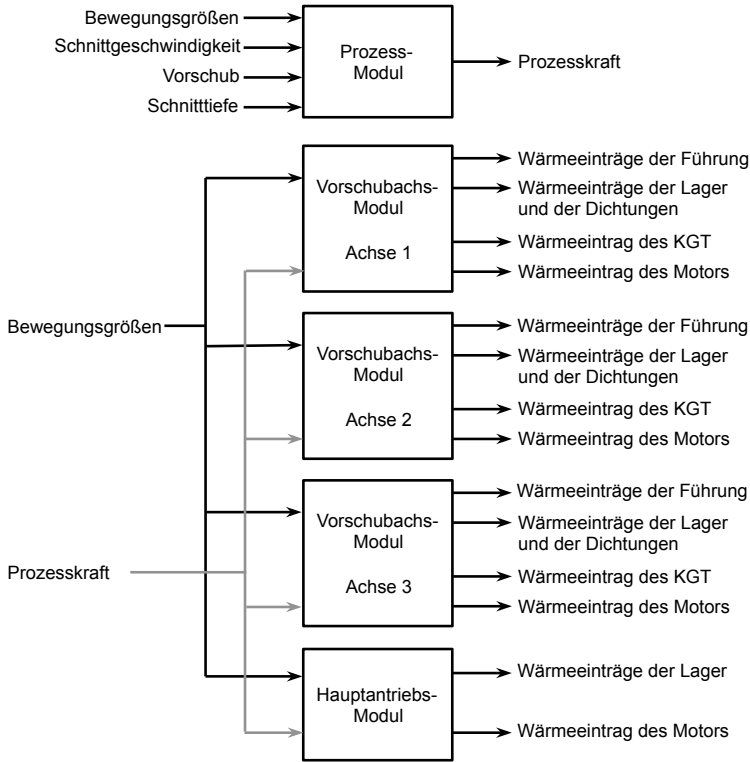 Bewegungsgrößen
Schnittgeschwindigkeit
Vorschub
Schnitttiefe
Prozess-
Modul
Prozesskraft
Bewegungsgrößen
Prozesskraft
Vorschubachs-
Modul
Achse 1
Wärmeeinträge der Führung
Wärmeeinträge der Lager
und der Dichtungen
Wärmeeintrag des KGT
Wärmeeintrag des Motors
Vorschubachs-
Modul
Achse 2
Wärmeeinträge der Führung
Wärmeeinträge der Lager
und der Dichtungen
Wärmeeintrag des KGT
Wärmeeintrag des Motors
Vorschubachs-
Modul
Achse 3
Wärmeeinträge der Führung
Wärmeeinträge der Lager
und der Dichtungen
Wärmeeintrag des KGT
Wärmeeintrag des Motors
Hauptantriebs-
Modul
Wärmeeinträge der Lager
Wärmeeintrag des Motors